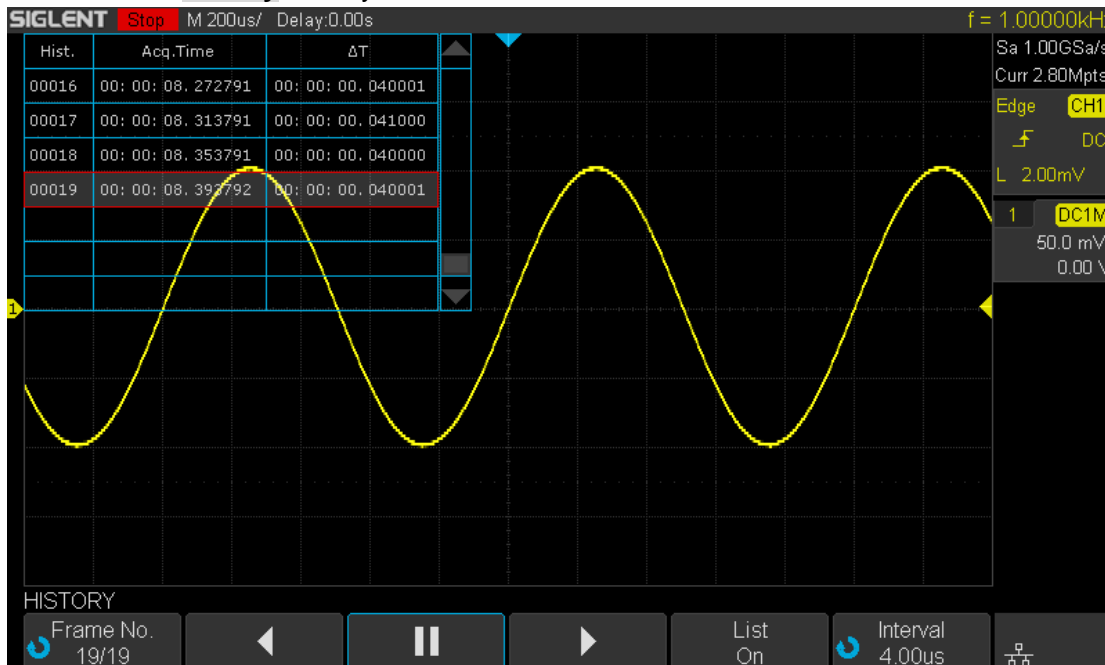 SIGLENT Stop M 200us/ Delay:0.00s f = 1.00000kH
Hist. Acq.Time ΔT
00016 00: 00: 08. 272791 00: 00: 00. 040001
00017 00: 00: 08. 313791 00: 00: 00. 041000
00018 00: 00: 08. 353791 00: 00: 00. 040000
00019 00: 00: 08. 393792 00: 00: 00. 040001
Sa 1.00GSa/s
Curr 2.80Mpts
Edge CH1
DC
L 2.00mV
1 DC1M
50.0 mV
0.00 V
1
HISTORY
Frame No. List Interval
19/19 On 4.00us